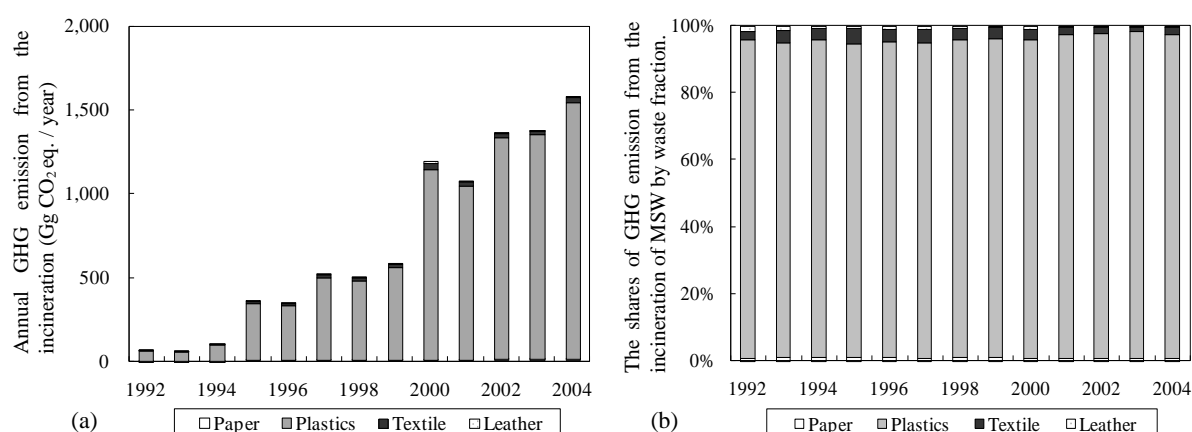 Annual GHG emission from the
incineration (Gg CO2 eq. / year)
2,000
1,500
1,000
500
0
1992 1994 1996 1998 2000 2002 2004
(a)
Paper Plastics Textile Leather
The shares of GHG emission from the
incineration of MSW by waste fraction.
100%
80%
60%
40%
20%
0%
1992 1994 1996 1998 2000 2002 2004
(b)
Paper Plastics Textile Leather